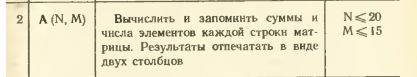 2 A (N, M) Вычислить и запомнить суммы и N⩽20
числа элементов каждой строки мат- M⩽15
рицы. Результаты отпечатать в виде
двух столбцов